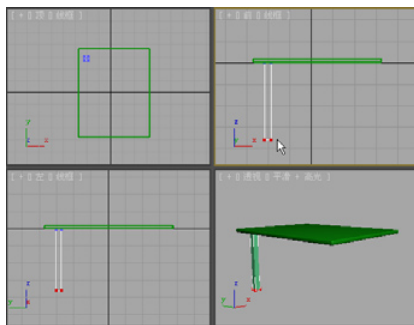 [ + 顶 线框 ]
[ + 前 线框 ]
y
z x
z
x
[ + 左 线框 ]
[ + 透视 平滑 + 高光 ]
z
y x
z
x